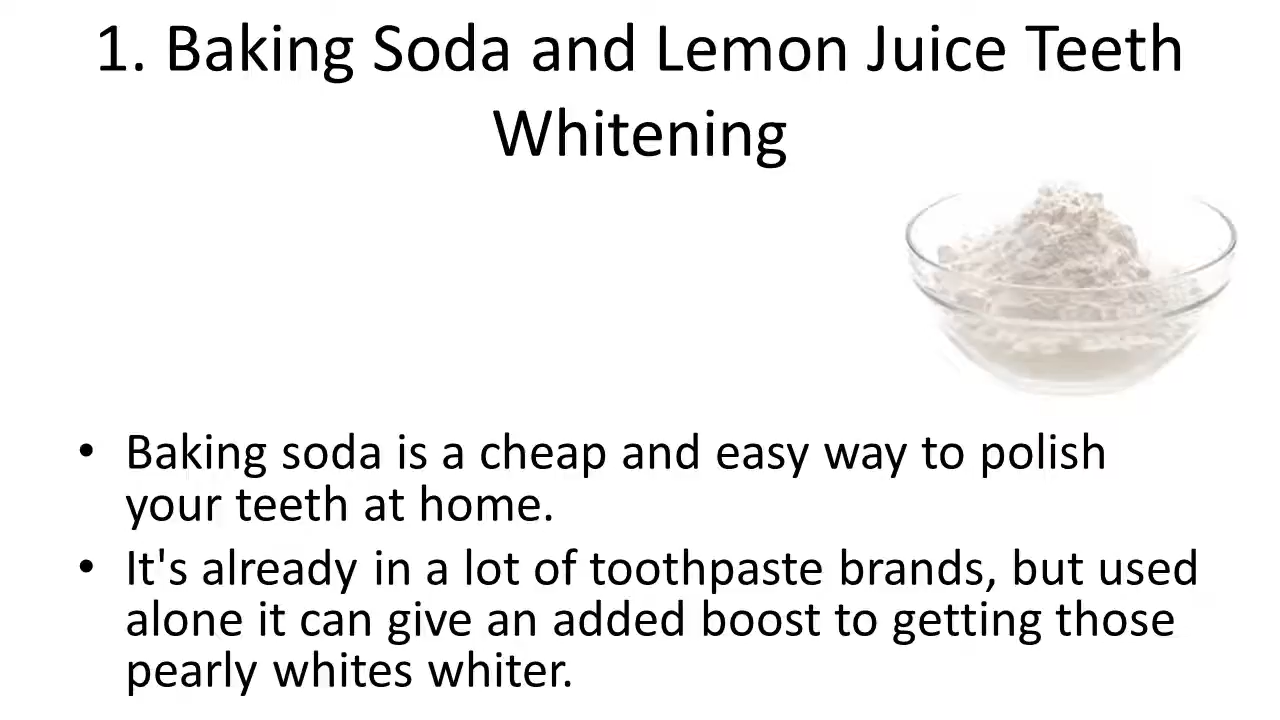 1. Baking Soda and Lemon Juice Teeth
Whitening
• Baking soda is a cheap and easy way to polish
your teeth at home.
• It's already in a lot of toothpaste brands, but used
alone it can give an added boost to getting those
pearly whites whiter.